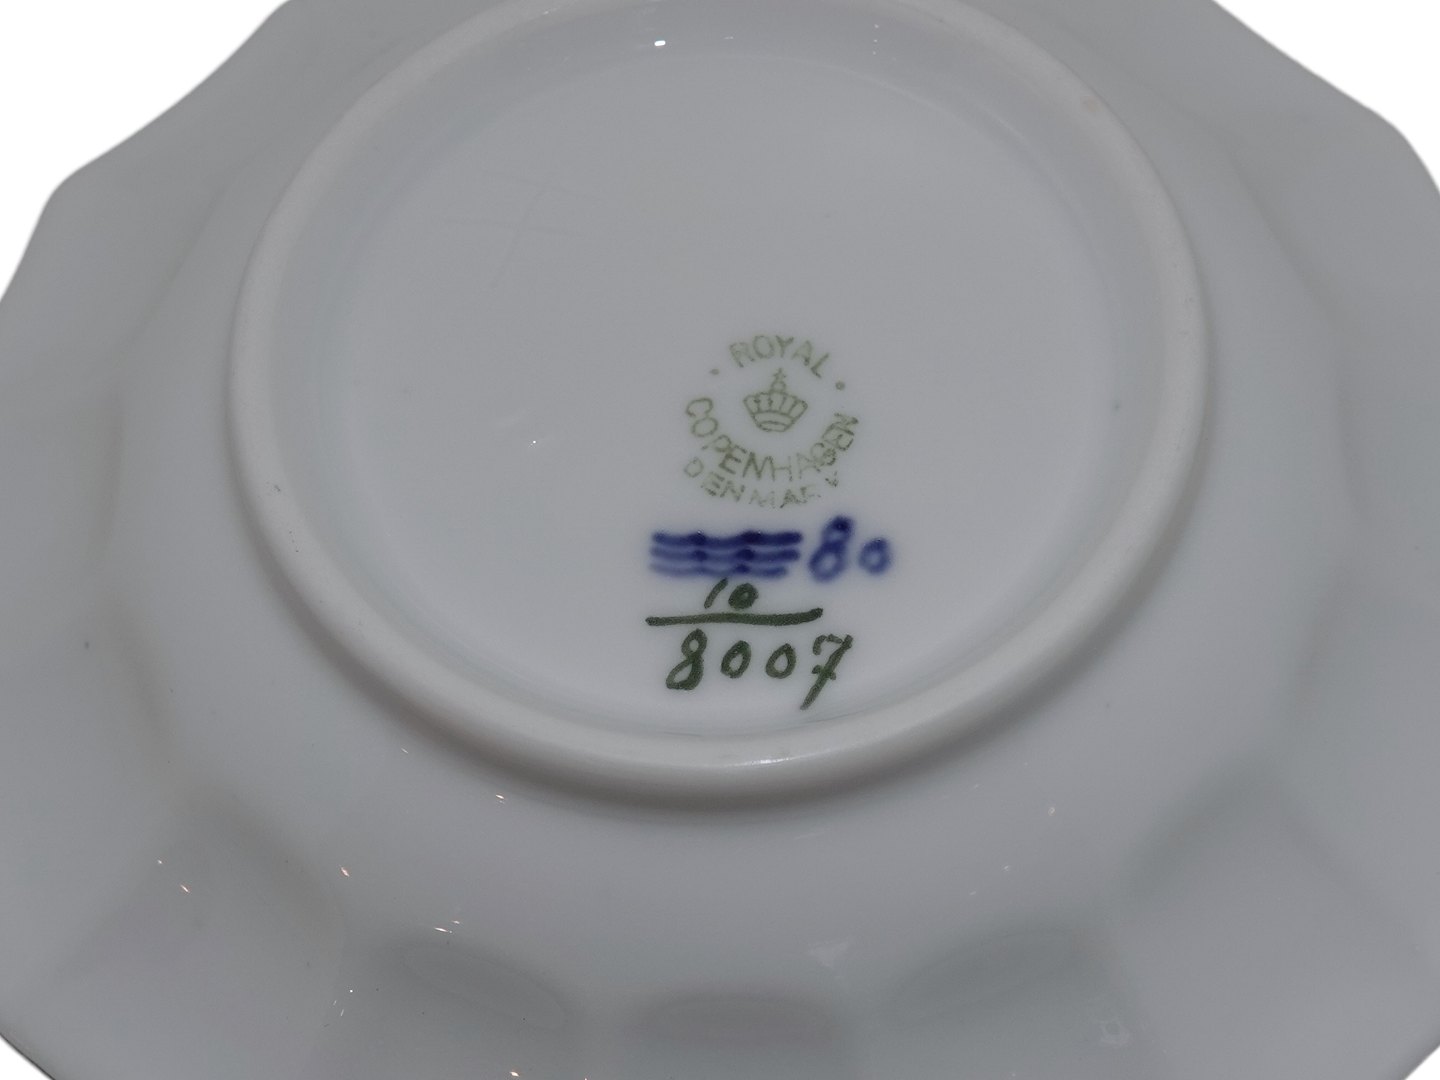 ROYAL
COPENHAGEN
DENMARK
80
10
8007